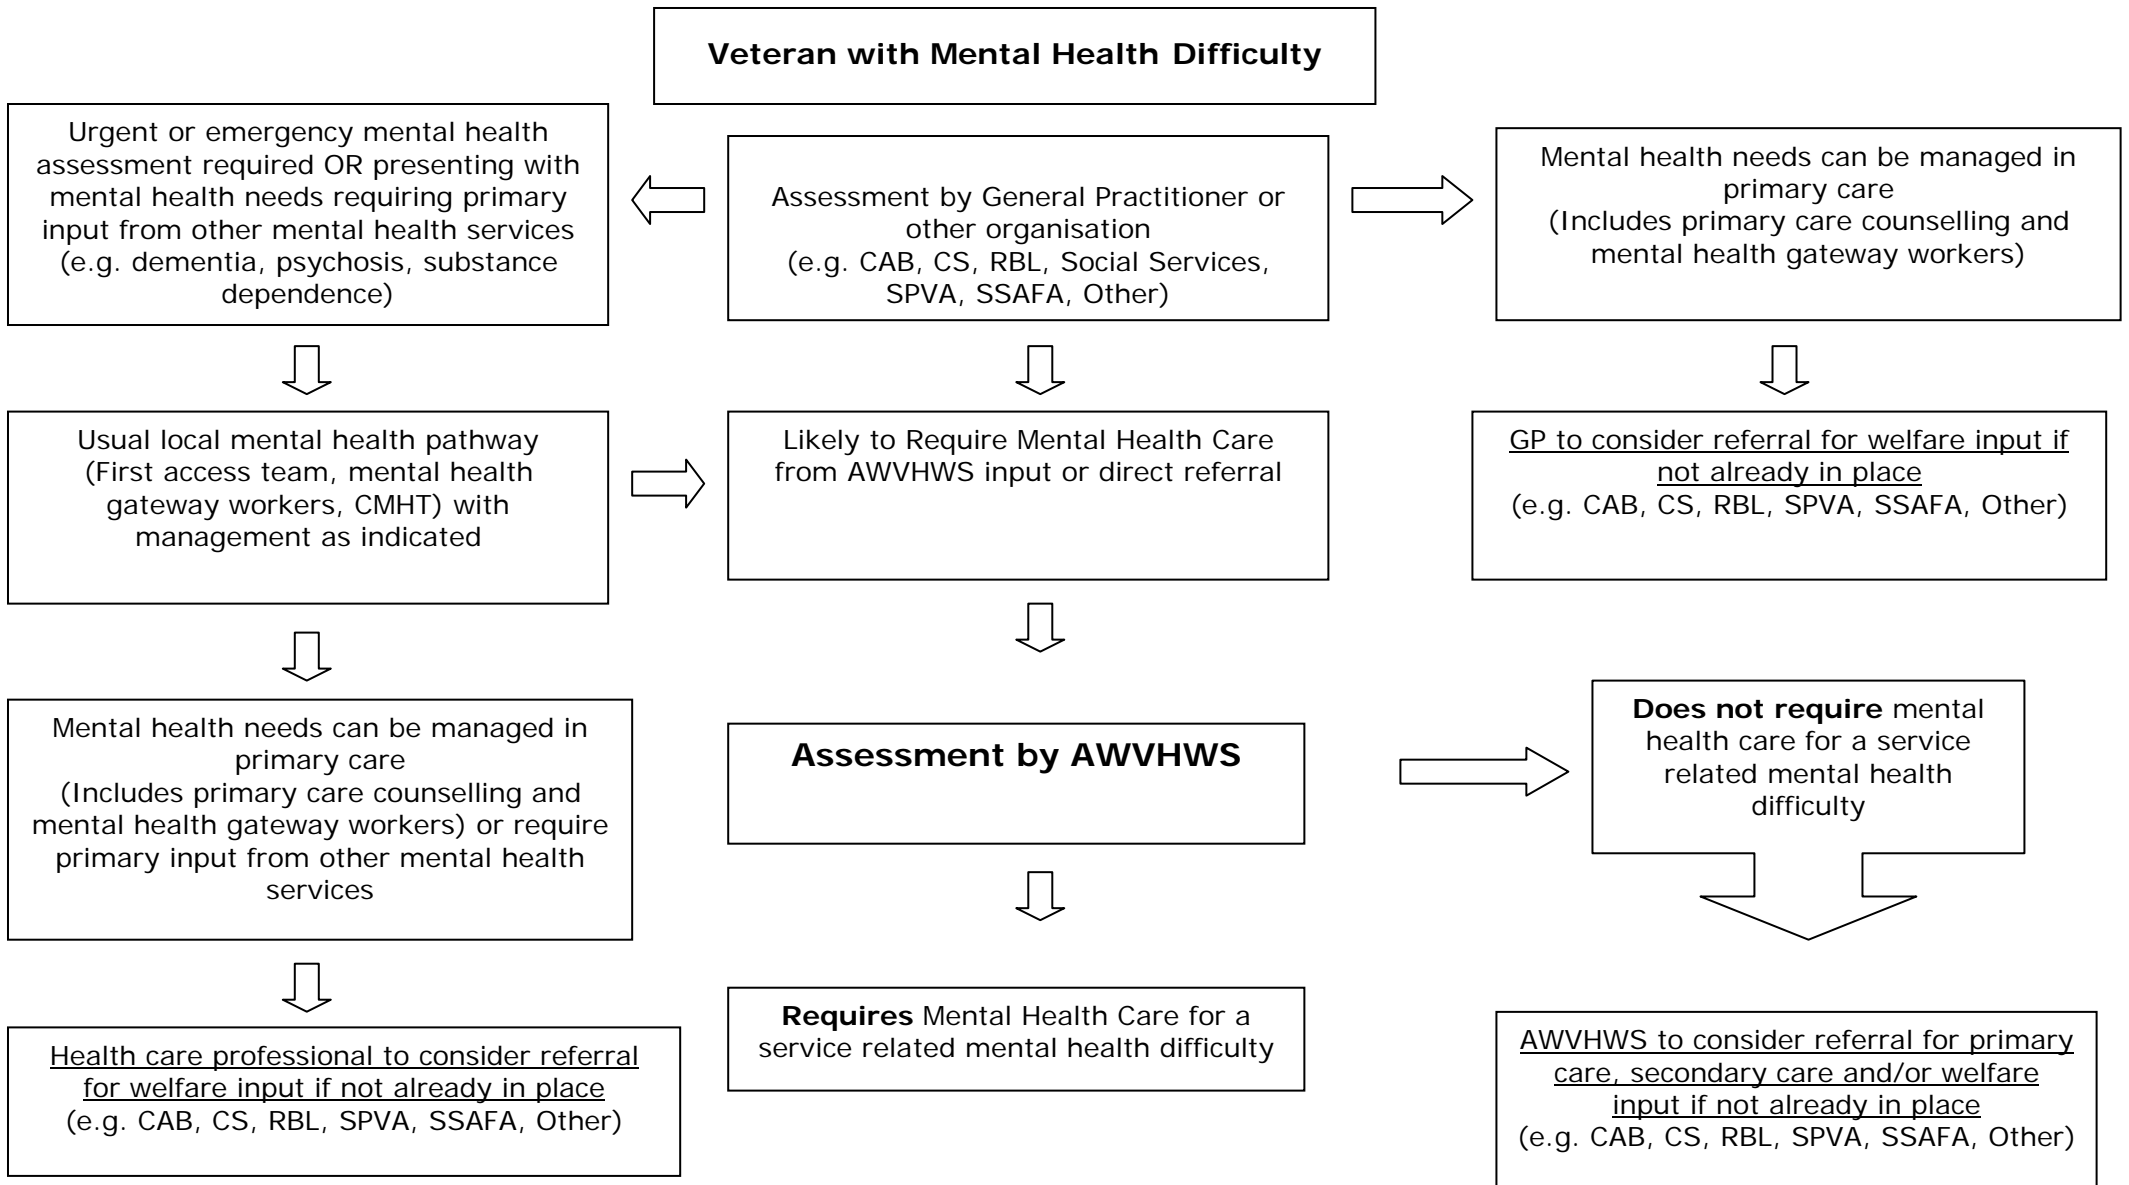 Veteran with Mental Health Difficulty
Urgent or emergency mental health
assessment required OR presenting with
mental health needs requiring primary
input from other mental health services
(e.g. dementia, psychosis, substance
dependence)
Assessment by General Practitioner or
other organisation
(e.g. CAB, CS, RBL, Social Services,
SPVA, SSAFA, Other)
Mental health needs can be managed in
primary care
(Includes primary care counselling and
mental health gateway workers)
Usual local mental health pathway
(First access team, mental health
gateway workers, CMHT) with
management as indicated
Likely to Require Mental Health Care
from AWVHWS input or direct referral
GP to consider referral for welfare input if
not already in place
(e.g. CAB, CS, RBL, SPVA, SSAFA, Other)
Mental health needs can be managed in
primary care
(Includes primary care counselling and
mental health gateway workers) or require
primary input from other mental health
services
Assessment by AWVHWS
Does not require mental
health care for a service
related mental health
difficulty
Health care professional to consider referral
for welfare input if not already in place
(e.g. CAB, CS, RBL, SPVA, SSAFA, Other)
Requires Mental Health Care for a
service related mental health difficulty
AWVHWS to consider referral for primary
care, secondary care and/or welfare
input if not already in place
(e.g. CAB, CS, RBL, SPVA, SSAFA, Other)